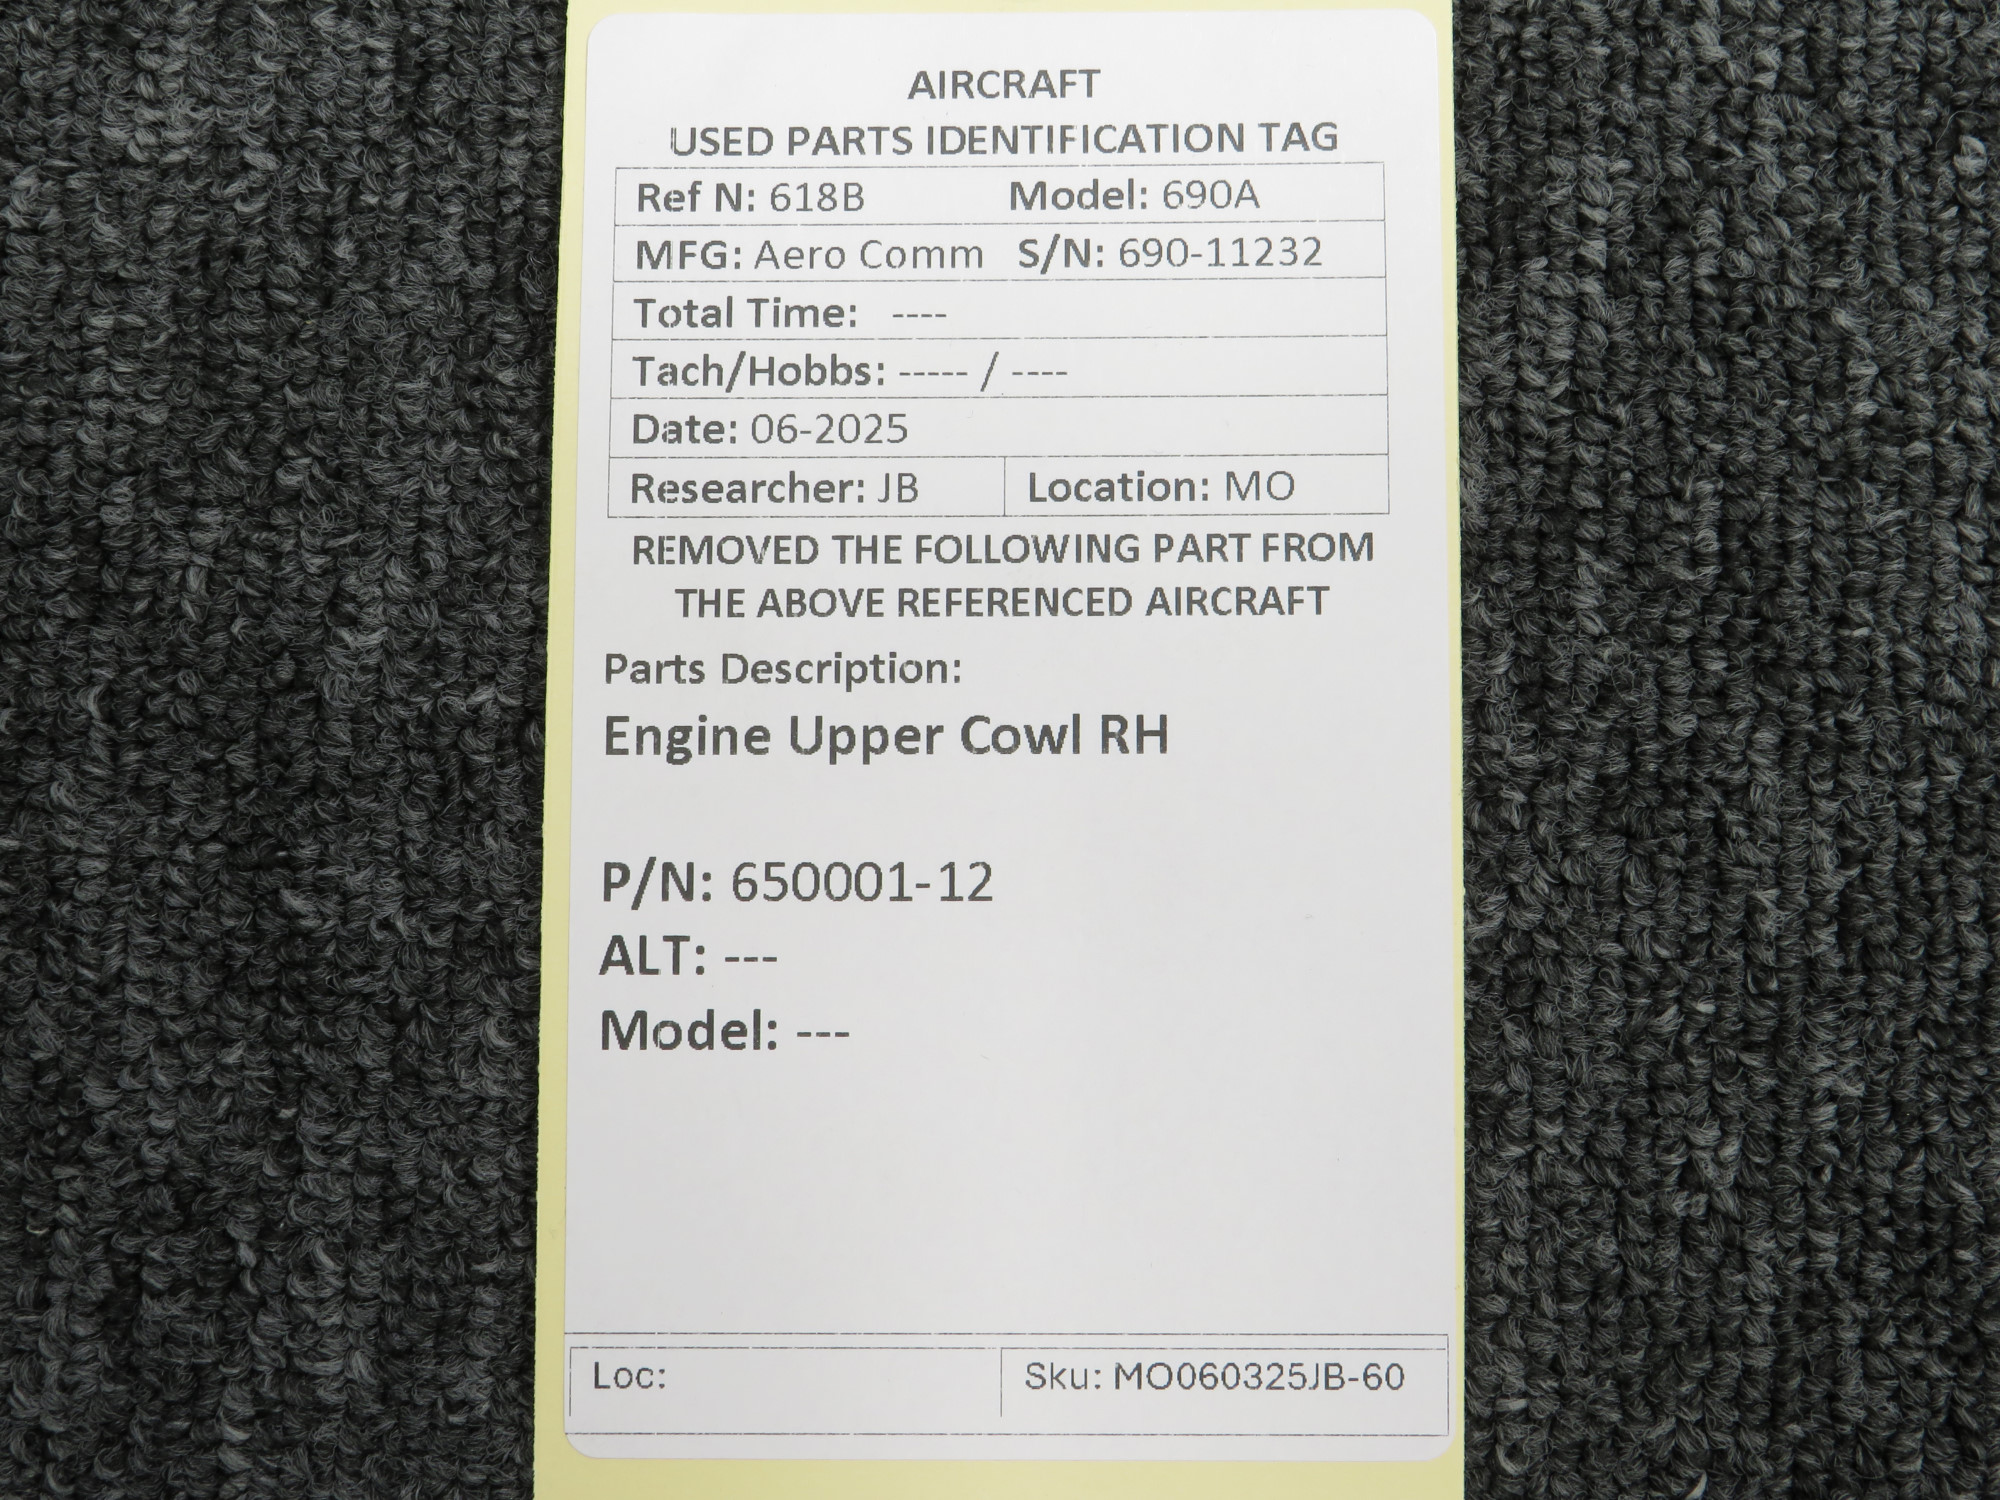 AIRCRAFT
USED PARTS IDENTIFICATION TAG
Ref N: 618B Model: 690A
MFG: Aero Comm S/N: 690-11232
Total Time: ----
Tach/Hobbs: ----- / ----
Date: 06-2025
Researcher: JB Location: MO
REMOVED THE FOLLOWING PART FROM
THE ABOVE REFERENCED AIRCRAFT
Parts Description:
Engine Upper Cowl RH
P/N: 650001-12
ALT: ---
Model: ---
Loc: Sku: MO060325JB-60